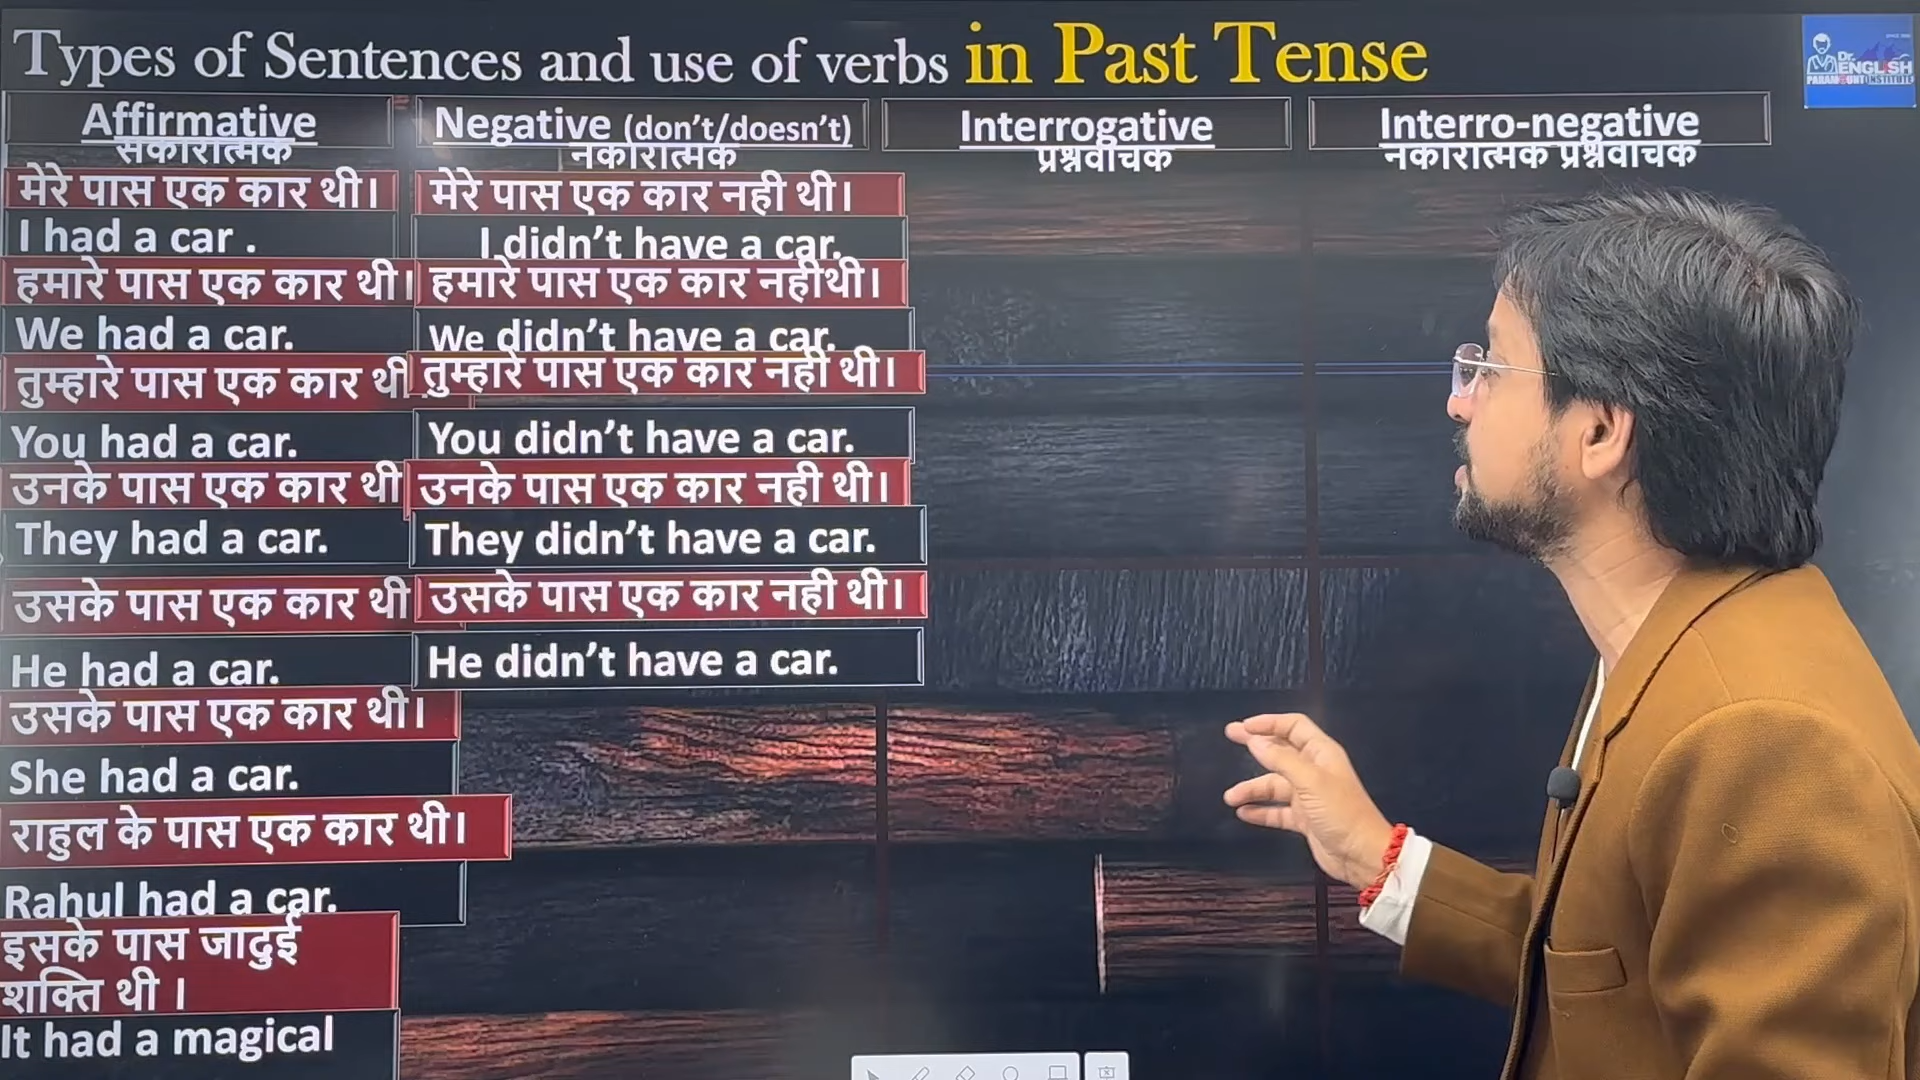 Types of Sentences and use of verbs in Past Tense
Dr. ENGLISH
PARAMOUNT INSTITUTE
Affirmative
सकारात्मक
मेरे पास एक कार थी।
I had a car .
हमारे पास एक कार थी।
We had a car.
तुम्हारे पास एक कार थी
You had a car.
उनके पास एक कार थी
They had a car.
उसके पास एक कार थी
He had a car.
उसके पास एक कार थी।
She had a car.
राहुल के पास एक कार थी।
Rahul had a car.
इसके पास जादुई
शक्ति थी ।
It had a magical
Negative (don't/doesn't)
नकारात्मक
मेरे पास एक कार नही थी।
I didn't have a car.
हमारे पास एक कार नहीथी।
We didn't have a car.
तुम्हारे पास एक कार नही थी।
You didn't have a car.
उनके पास एक कार नही थी।
They didn't have a car.
उसके पास एक कार नही थी।
He didn't have a car.
Interrogative
प्रश्नवाचक
Interro-negative
नकारात्मक प्रश्नवाचक